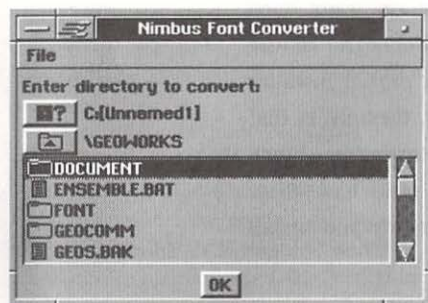 Nimbus Font Converter
File
Enter directory to convert:
? C:[Unnamed1]
\GEOWORKS
DOCUMENT
ENSEMBLE.BAT
FONT
GEOCOMM
GEOS.BAK
OK